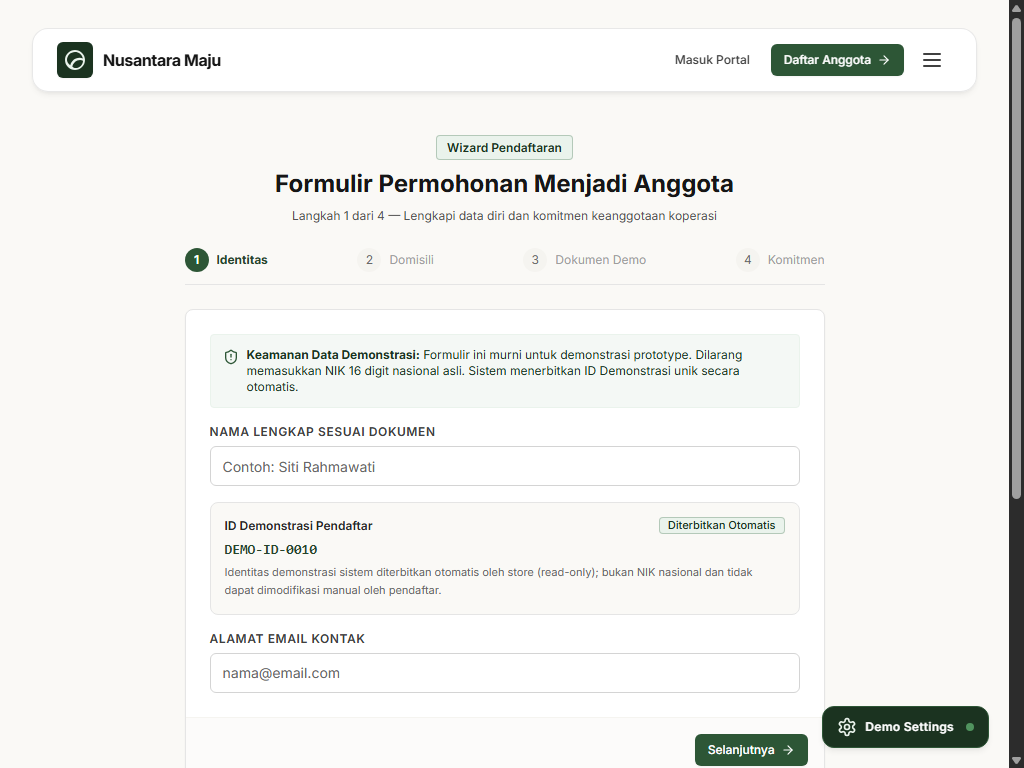 Nusantara Maju
Masuk Portal
Daftar Anggota →
Wizard Pendaftaran
Formulir Permohonan Menjadi Anggota
Langkah 1 dari 4 — Lengkapi data diri dan komitmen keanggotaan koperasi
1 Identitas
2 Domisili
3 Dokumen Demo
4 Komitmen
Keamanan Data Demonstrasi: Formulir ini murni untuk demonstrasi prototype. Dilarang
memasukkan NIK 16 digit nasional asli. Sistem menerbitkan ID Demonstrasi unik secara
otomatis.
NAMA LENGKAP SESUAI DOKUMEN
Contoh: Siti Rahmawati
ID Demonstrasi Pendaftar
Diterbitkan Otomatis
DEMO-ID-0010
Identitas demonstrasi sistem diterbitkan otomatis oleh store (read-only); bukan NIK nasional dan tidak
dapat dimodifikasi manual oleh pendaftar.
ALAMAT EMAIL KONTAK
nama@email.com
Demo Settings
Selanjutnya →